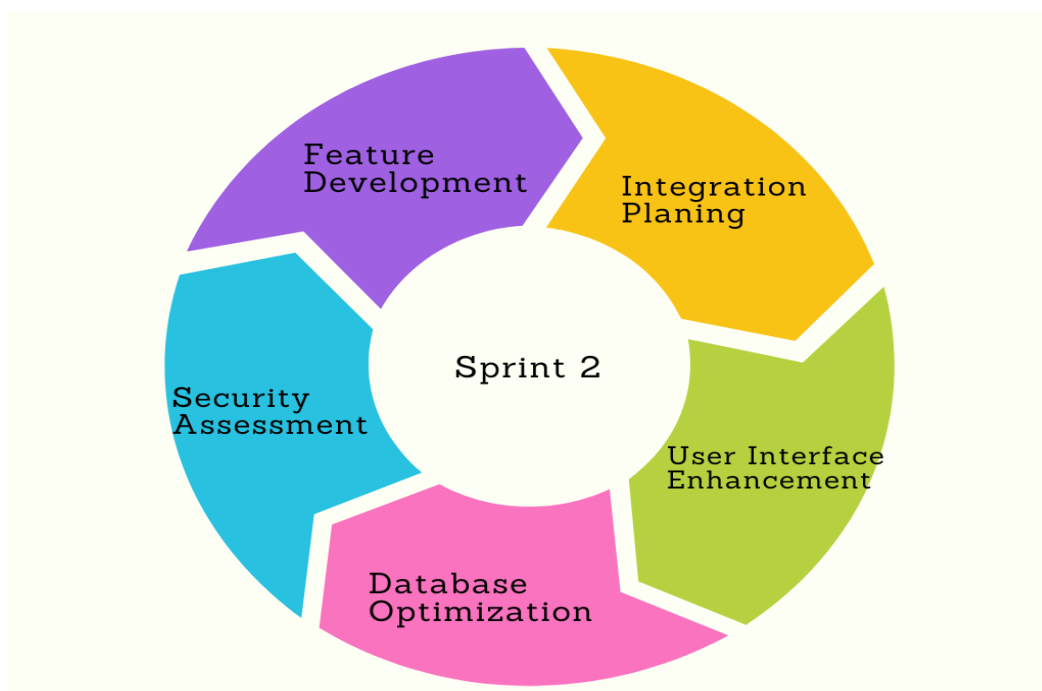 Feature
Development
Integration
Planing
Sprint 2
Security
Assessment
User Interface
Enhancement
Database
Optimization